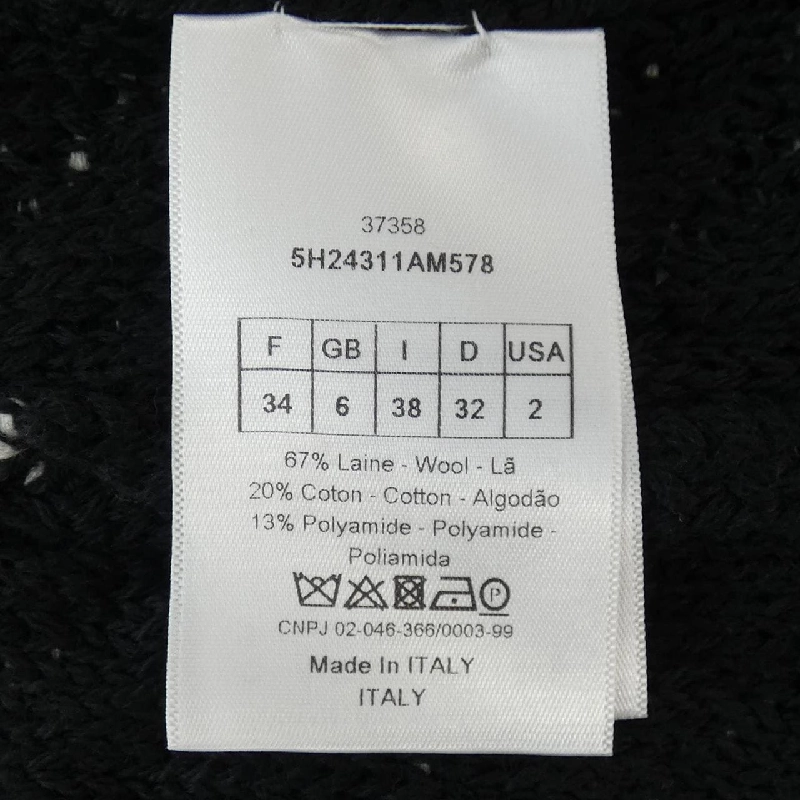 37358
5H24311AM578
F GB I D USA
34 6 38 32 2
67% Laine - Wool - Lã
20% Coton - Cotton - Algodão
13% Polyamide - Polyamide -
Poliamida
P
CNPJ 02-046-366/0003-99
Made In ITALY
ITALY